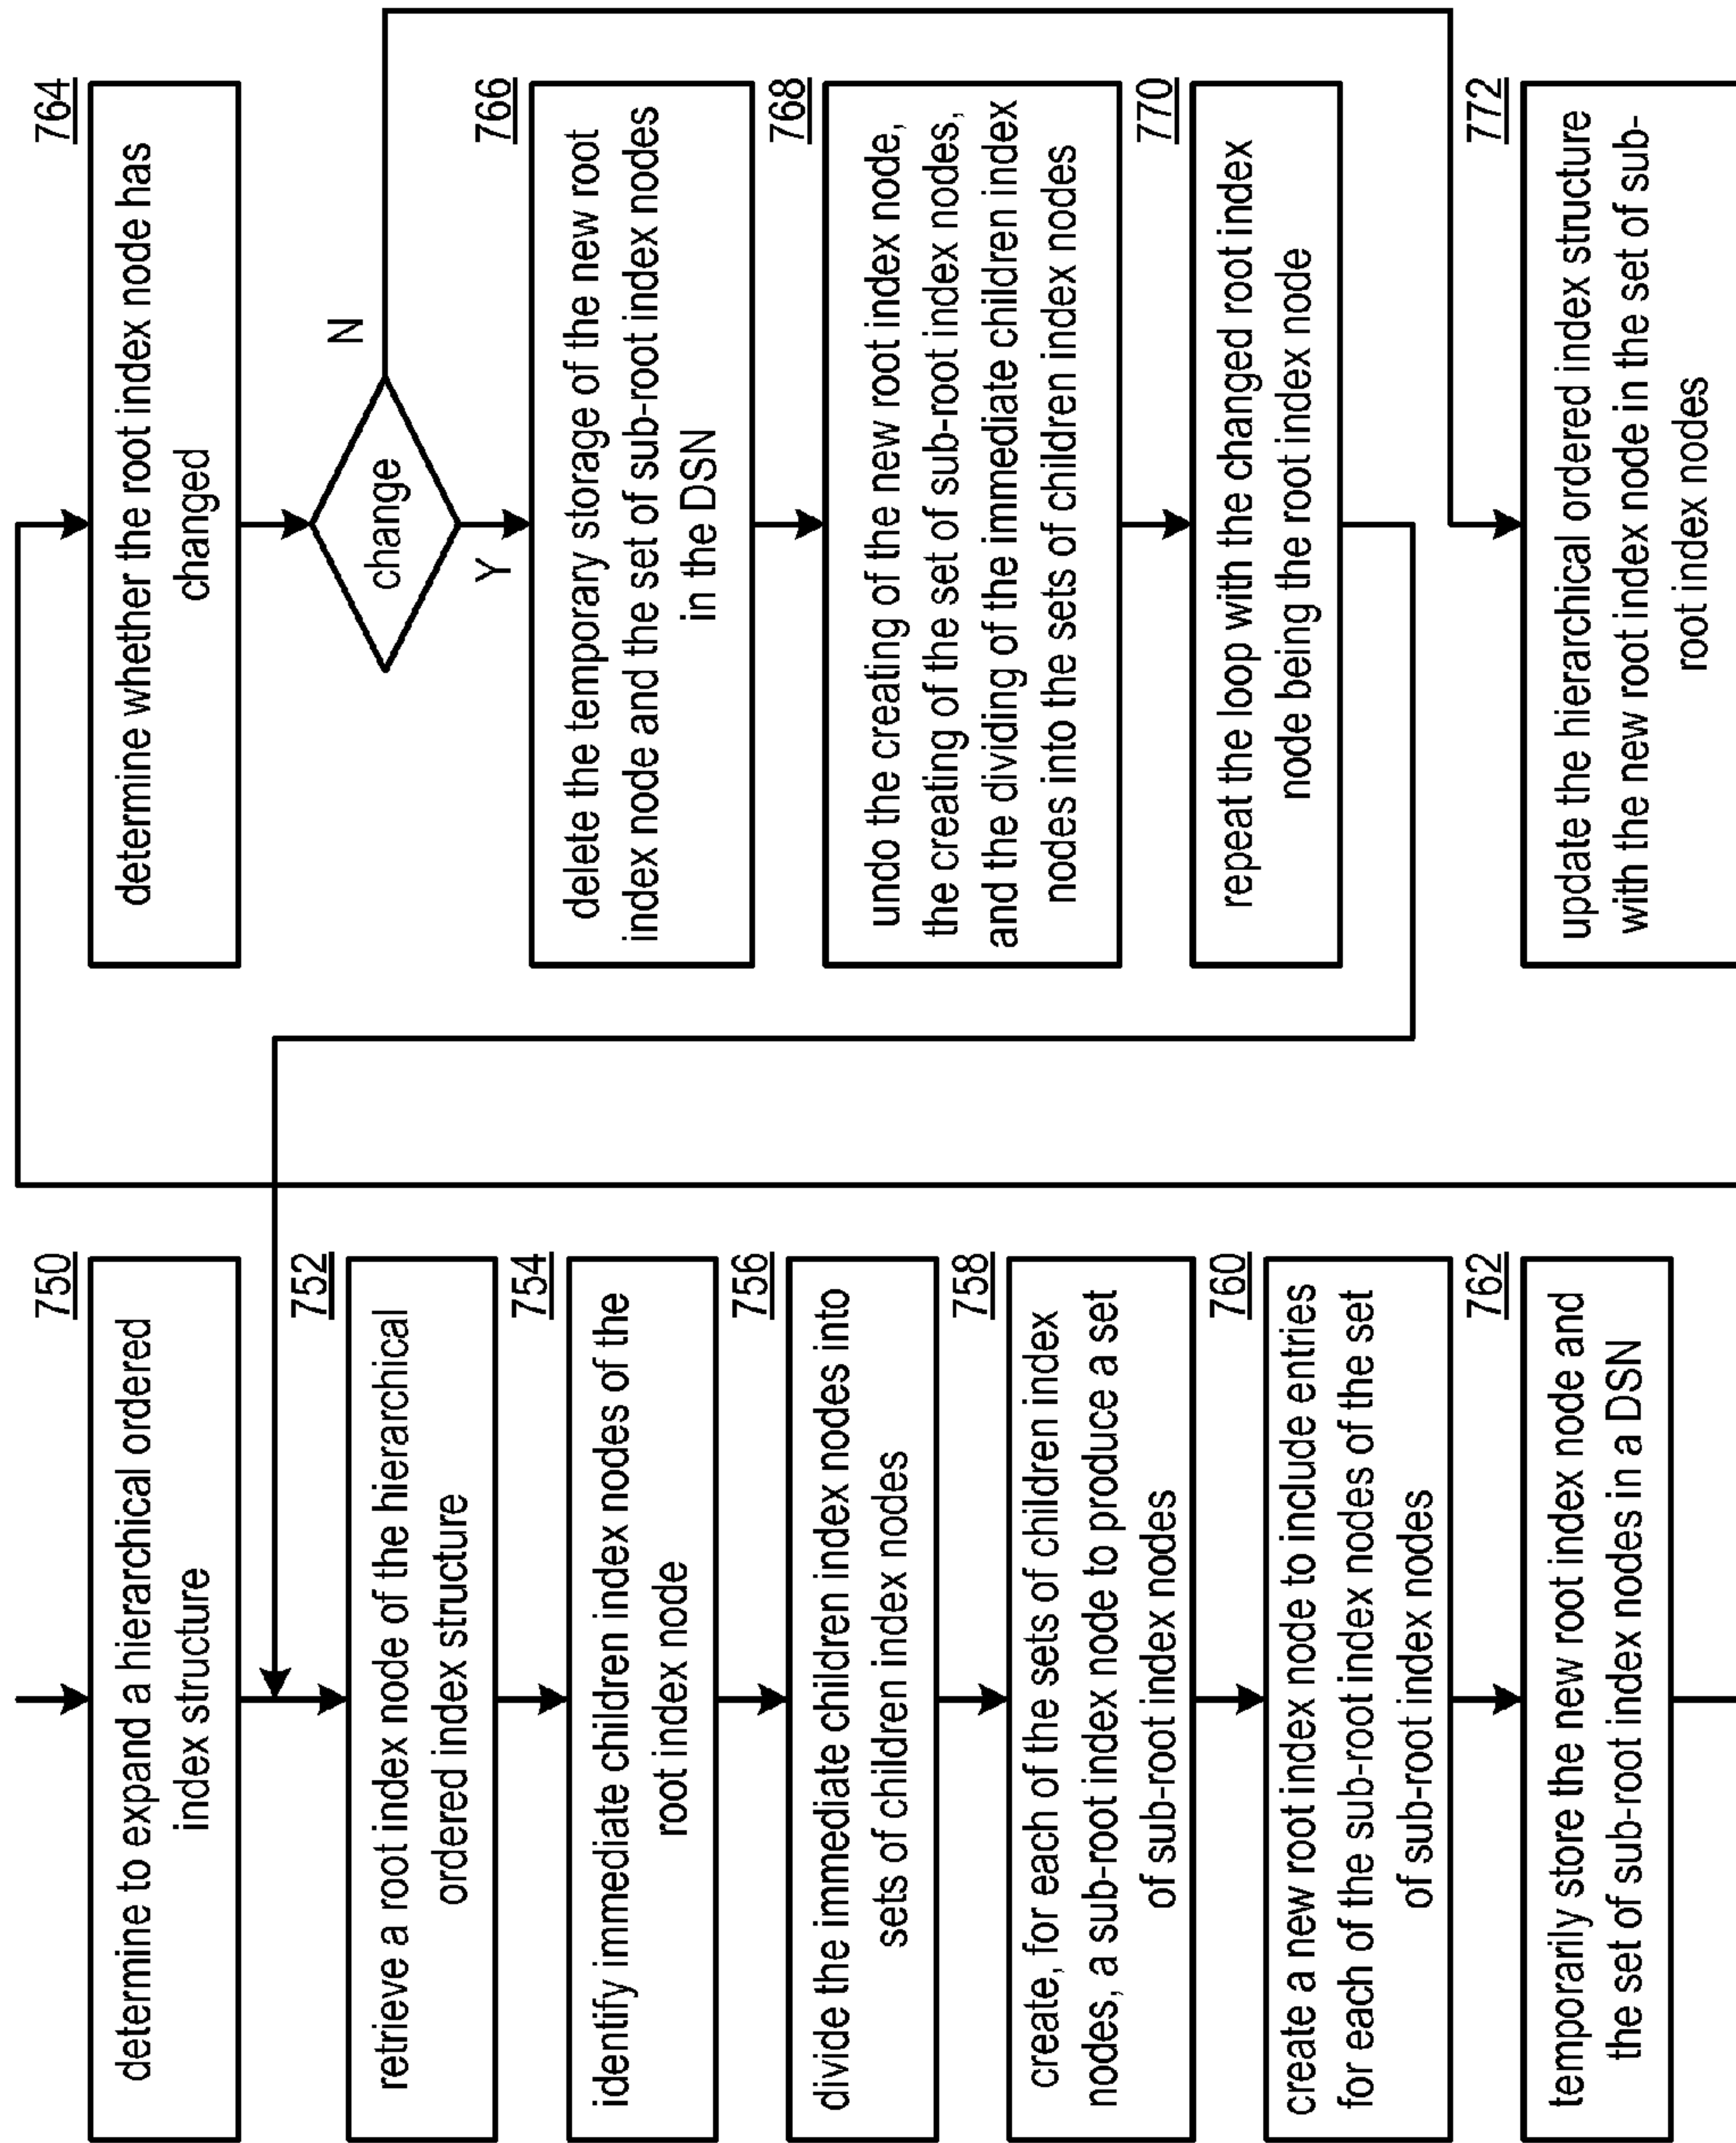 750
determine to expand a hierarchical ordered
index structure
752
retrieve a root index node of the hierarchical
ordered index structure
754
identify immediate children index nodes of the
root index node
756
divide the immediate children index nodes into
sets of children index nodes
758
create, for each of the sets of children index
nodes, a sub-root index node to produce a set
of sub-root index nodes
760
create a new root index node to include entries
for each of the sub-root index nodes of the set
of sub-root index nodes
762
temporarily store the new root index node and
the set of sub-root index nodes in a DSN
764
determine whether the root index node has
changed
change
N
Y
766
delete the temporary storage of the new root
index node and the set of sub-root index nodes
in the DSN
768
undo the creating of the new root index node,
the creating of the set of sub-root index nodes,
and the dividing of the immediate children index
nodes into the sets of children index nodes
770
repeat the loop with the changed root index
node being the root index node
772
update the hierarchical ordered index structure
with the new root index node in the set of sub-
root index nodes